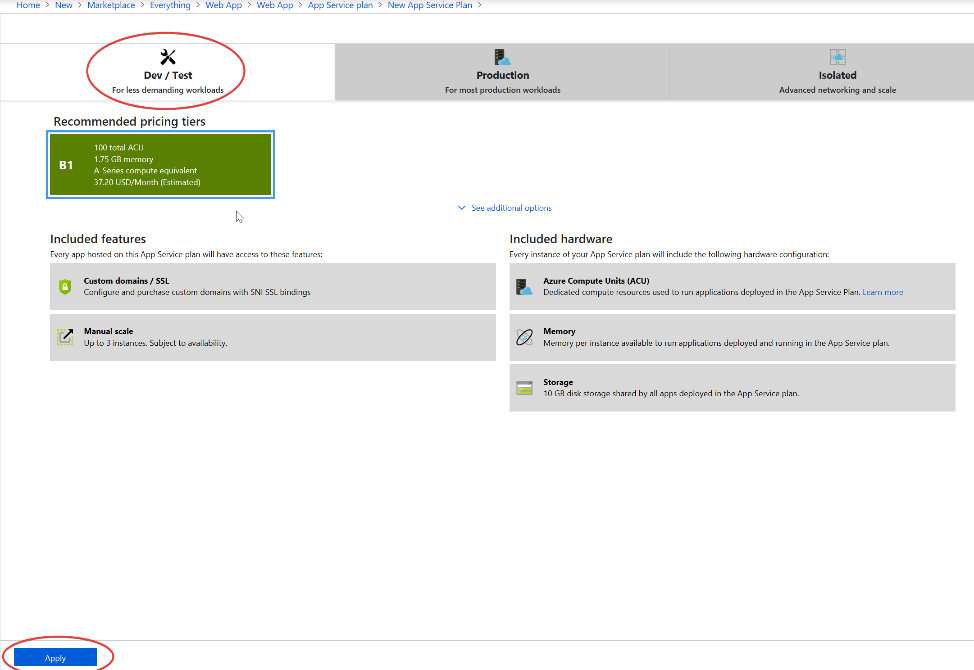 Home > New > Marketplace > Everything > Web App > Web App > App Service plan > New App Service Plan >
Dev / Test
For less demanding workloads
Production
For most production workloads
Isolated
Advanced networking and scale
Recommended pricing tiers
B1
100 total ACU
1.75 GB memory
A-Series compute equivalent
37.20 USD/Month (Estimated)
See additional options
Included features
Every app hosted on this App Service plan will have access to these features:
Custom domains / SSL
Configure and purchase custom domains with SNI SSL bindings
Manual scale
Up to 3 instances. Subject to availability.
Included hardware
Every instance of your App Service plan will include the following hardware configuration:
Azure Compute Units (ACU)
Dedicated compute resources used to run applications deployed in the App Service Plan. Learn more
Memory
Memory per instance available to run applications deployed and running in the App Service plan.
Storage
10 GB disk storage shared by all apps deployed in the App Service plan.
Apply